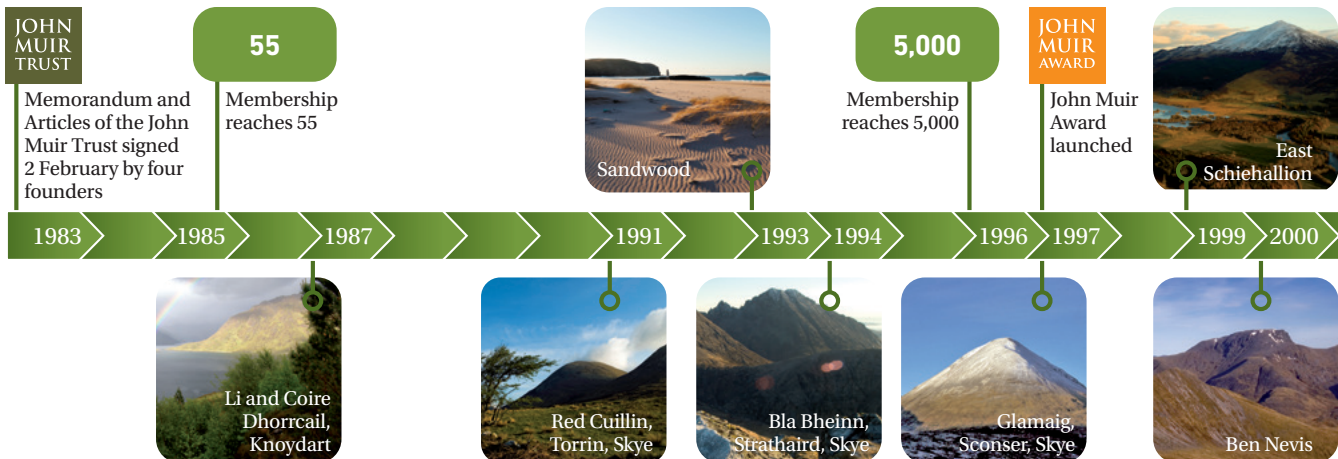 JOHN
MUIR
TRUST
Memorandum and
Articles of the John
Muir Trust signed
2 February by four
founders
55
Membership
reaches 55
Sandwood
5,000
Membership
reaches 5,000
JOHN
MUIR
AWARD
John Muir
Award
launched
East
Schiehallion
1983
1985
1987
1991
1993
1994
1996
1997
1999
2000
Li and Coire
Dhorrcail,
Knoydart
Red Cuillin,
Torrin, Skye
Bla Bheinn,
Strathaird, Skye
Glamaig,
Sconser, Skye
Ben Nevis